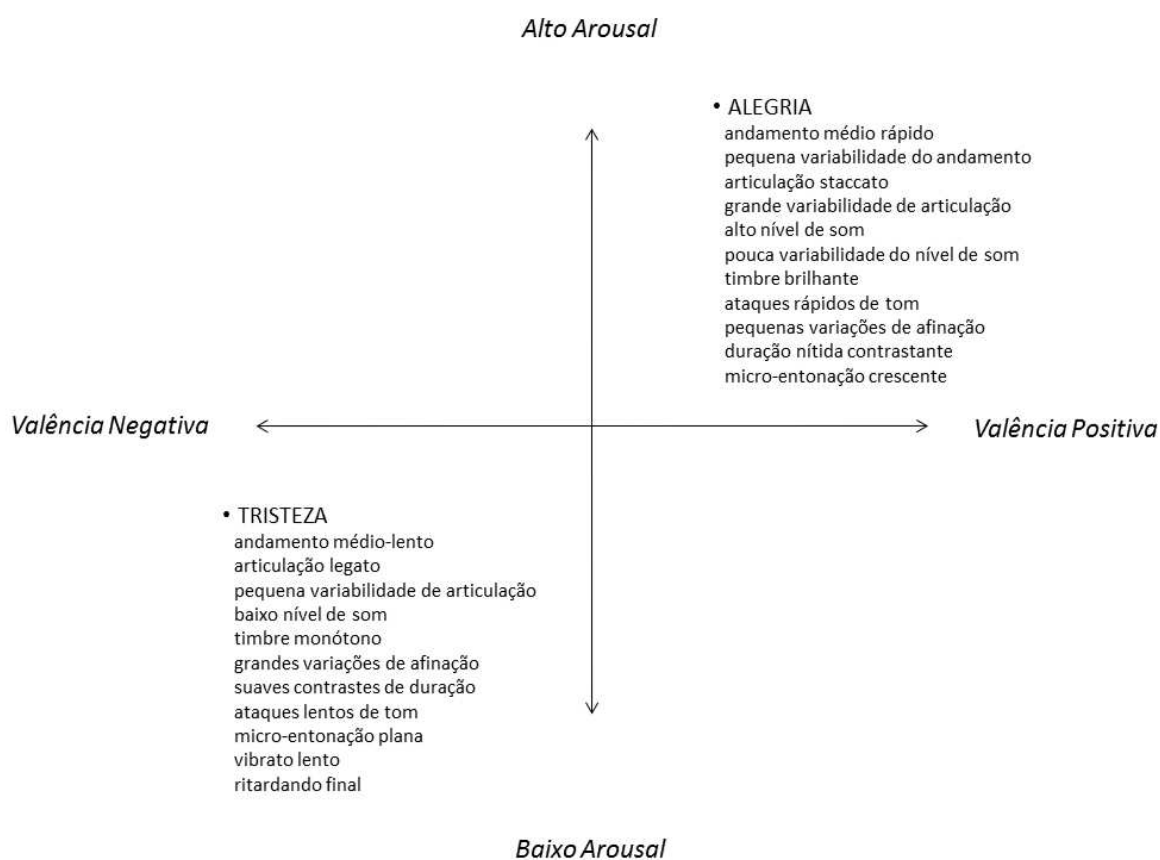 Alto Arousal
• ALEGRIA
andamento médio rápido
pequena variabilidade do andamento
articulação staccato
grande variabilidade de articulação
alto nível de som
pouca variabilidade do nível de som
timbre brilhante
ataques rápidos de tom
pequenas variações de afinação
duração nítida contrastante
micro-entonação crescente
Valência Negativa
Valência Positiva
• TRISTEZA
andamento médio-lento
articulação legato
pequena variabilidade de articulação
baixo nível de som
timbre monótono
grandes variações de afinação
suaves contrastes de duração
ataques lentos de tom
micro-entonação plana
vibrato lento
ritardando final
Baixo Arousal